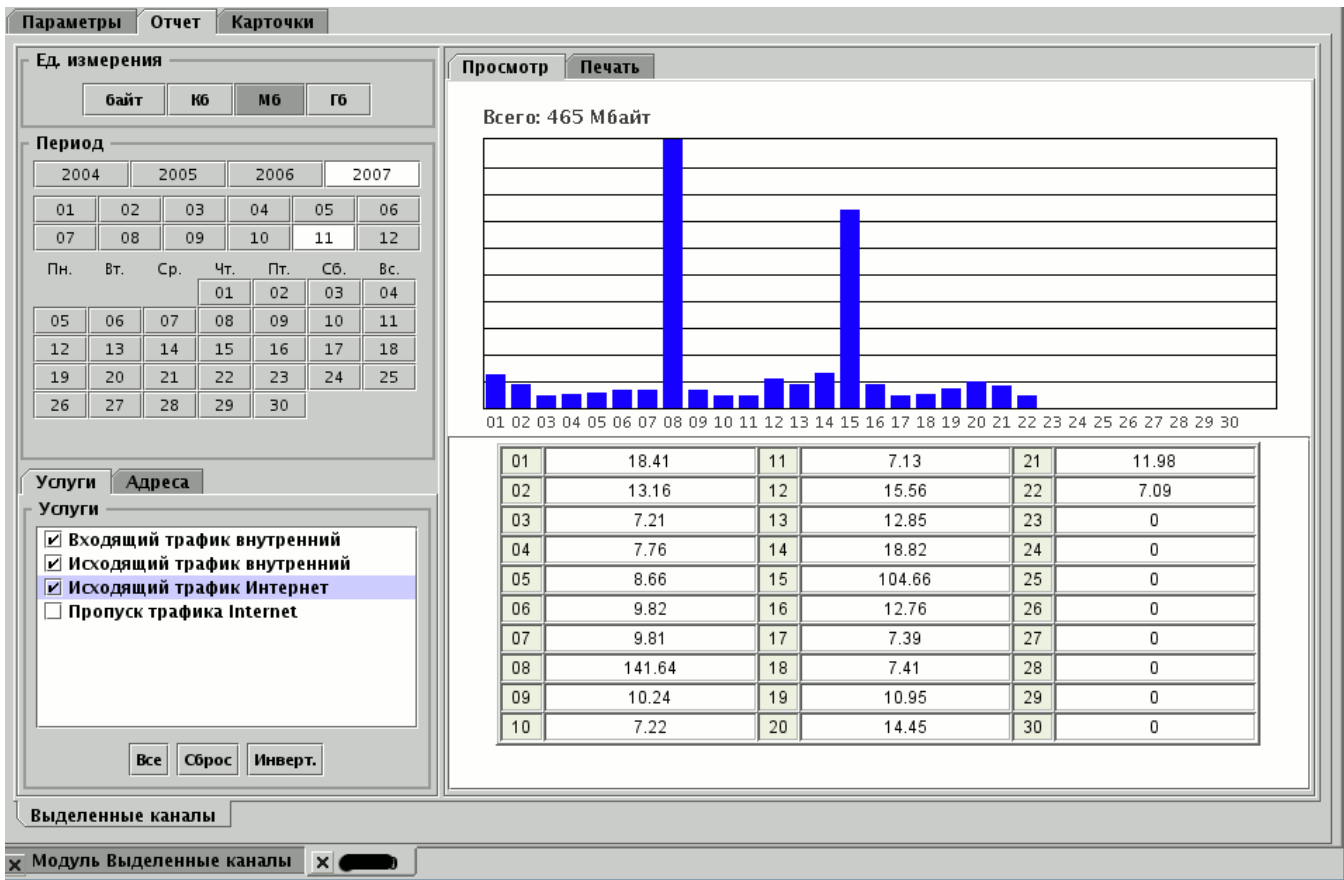 Параметры Отчет Карточки
Ед. измерения
байт Кб Мб Гб
Период
2004 2005 2006 2007
01 02 03 04 05 06
07 08 09 10 11 12
Пн. Вт. Ср. Чт. Пт. Сб. Вс.
01 02 03 04
05 06 07 08 09 10 11
12 13 14 15 16 17 18
19 20 21 22 23 24 25
26 27 28 29 30
Услуги Адреса
Услуги
Входящий трафик внутренний
Исходящий трафик внутренний
Исходящий трафик Интернет
Пропуск трафика Internet
Все Сброс Инверт.
Просмотр Печать
Всего: 465 Мбайт
01 02 03 04 05 06 07 08 09 10 11 12 13 14 15 16 17 18 19 20 21 22 23 24 25 26 27 28 29 30
01 18.41 11 7.13 21 11.98
02 13.16 12 15.56 22 7.09
03 7.21 13 12.85 23 0
04 7.76 14 18.82 24 0
05 8.66 15 104.66 25 0
06 9.82 16 12.76 26 0
07 9.81 17 7.39 27 0
08 141.64 18 7.41 28 0
09 10.24 19 10.95 29 0
10 7.22 20 14.45 30 0
Выделенные каналы
Модуль Выделенные каналы